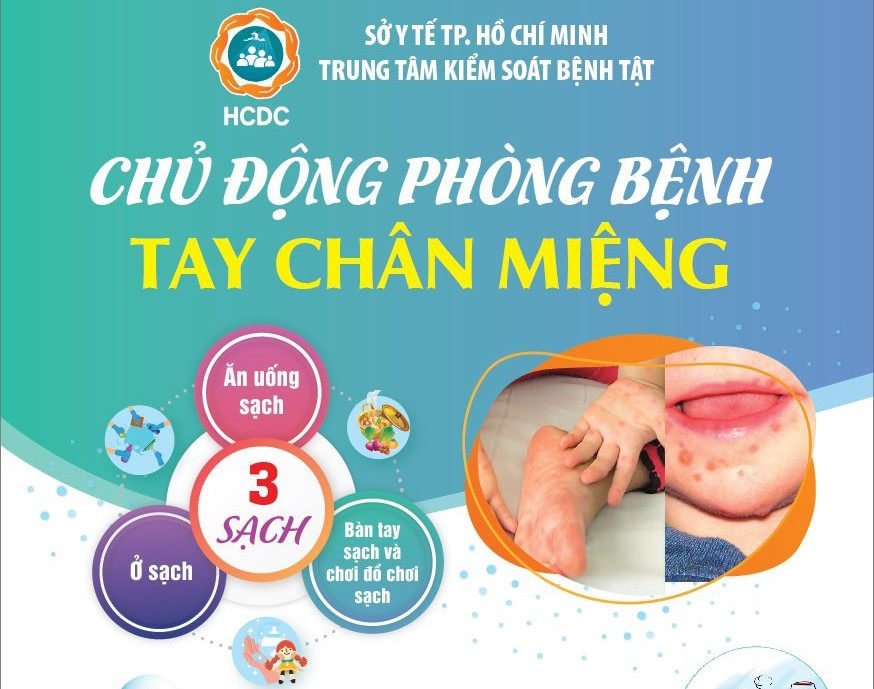 SỞ Y TẾ TP. HỒ CHÍ MINH
TRUNG TÂM KIỂM SOÁT BỆNH TẬT
HCDC
CHỦ ĐỘNG PHÒNG BỆNH
TAY CHÂN MIỆNG
Ăn uống
sạch
3
SẠCH
Ở sạch
Bàn tay
sạch và
chơi đồ chơi
sạch